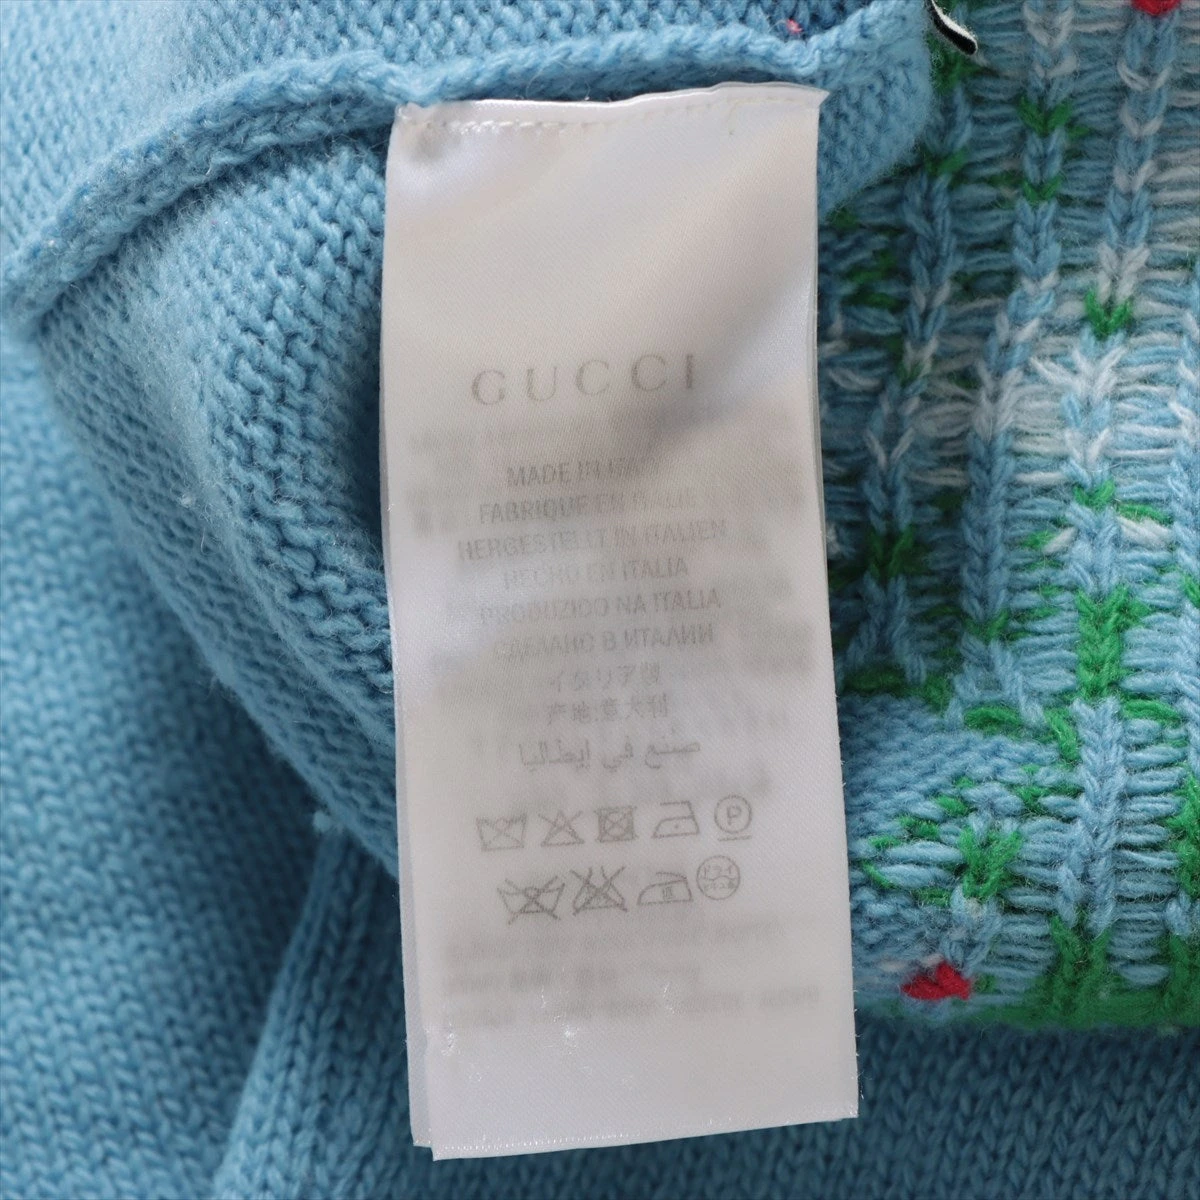 GUCCI
MADE IN ITALY
FABRIQUÉ EN ITALIE
HERGESTELLT IN ITALIEN
HECHO EN ITALIA
PRODUZIDO NA ITALIA
СДЕЛАНО В ИТАЛИИ
イタリア製
产地:意大利
صنع في إيطاليا
P